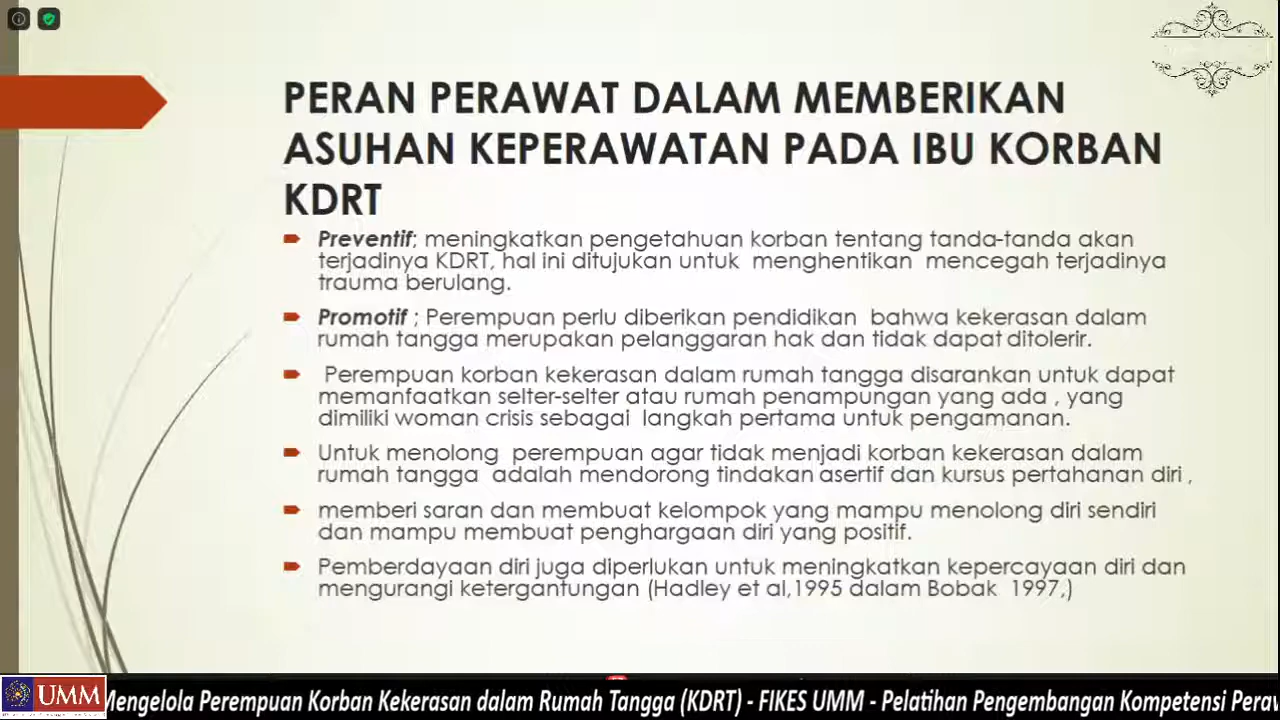 PERAN PERAWAT DALAM MEMBERIKAN
ASUHAN KEPERAWATAN PADA IBU KORBAN
KDRT
Preventif; meningkatkan pengetahuan korban tentang tanda-tanda akan
terjadinya KDRT, hal ini ditujukan untuk menghentikan mencegah terjadinya
trauma berulang.
Promotif ; Perempuan perlu diberikan pendidikan bahwa kekerasan dalam
rumah tangga merupakan pelanggaran hak dan tidak dapat ditolerir.
Perempuan korban kekerasan dalam rumah tangga disarankan untuk dapat
memanfaatkan selter-selter atau rumah penampungan yang ada , yang
dimiliki woman crisis sebagai langkah pertama untuk pengamanan.
Untuk menolong perempuan agar tidak menjadi korban kekerasan dalam
rumah tangga adalah mendorong tindakan asertif dan kursus pertahanan diri ,
memberi saran dan membuat kelompok yang mampu menolong diri sendiri
dan mampu membuat penghargaan diri yang positif.
Pemberdayaan diri juga diperlukan untuk meningkatkan kepercayaan diri dan
mengurangi ketergantungan (Hadley et al,1995 dalam Bobak 1997,)
UMM
Mengelola Perempuan Korban Kekerasan dalam Rumah Tangga (KDRT) - FIKES UMM - Pelatihan Pengembangan Kompetensi Perav